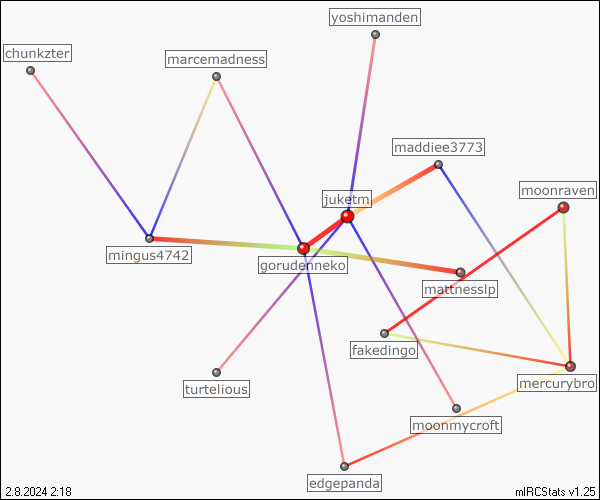 yoshimanden
chunkzter
marcemadness
maddiee3773
moonraven
juketm
mingus4742
gorudenneko
mattnesslp
fakedingo
turtelious
mercurybro
moonmycroft
edgepanda
2.8.2024 2:18
mIRCStats v1.25